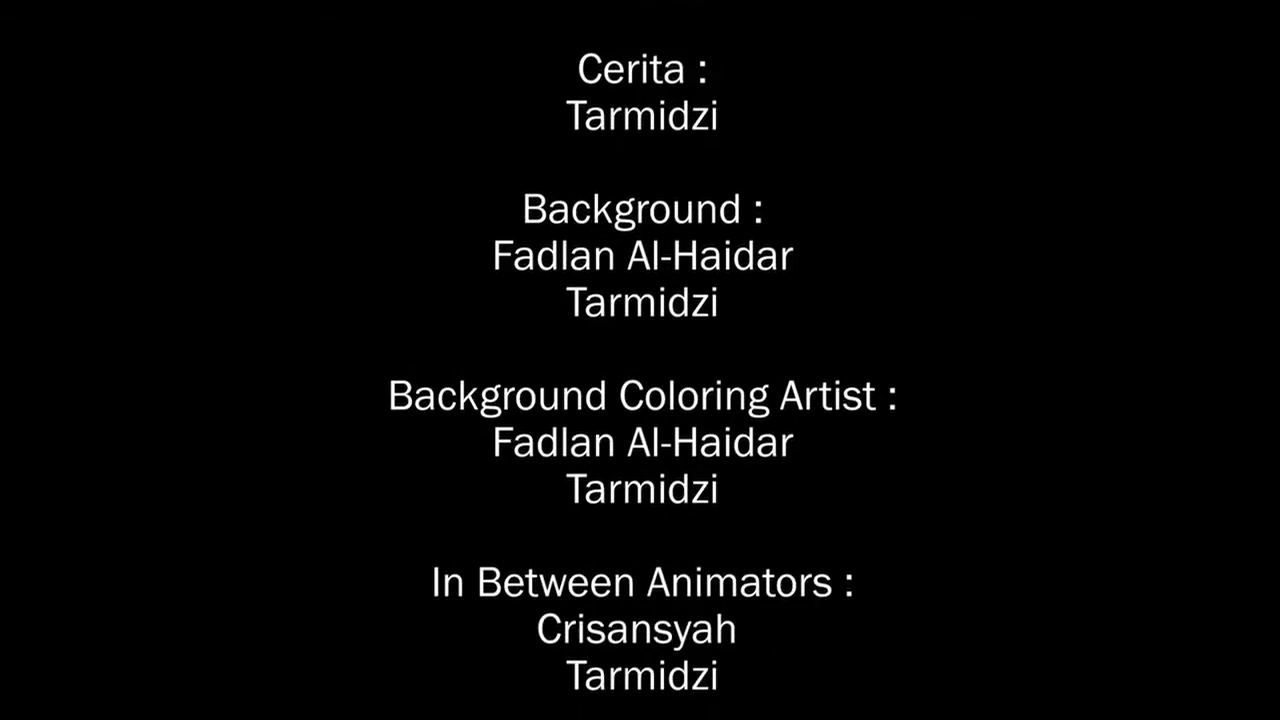 Cerita :
Tarmidzi
Background :
Fadlan Al-Haidar
Tarmidzi
Background Coloring Artist :
Fadlan Al-Haidar
Tarmidzi
In Between Animators :
Crisansyah
Tarmidzi